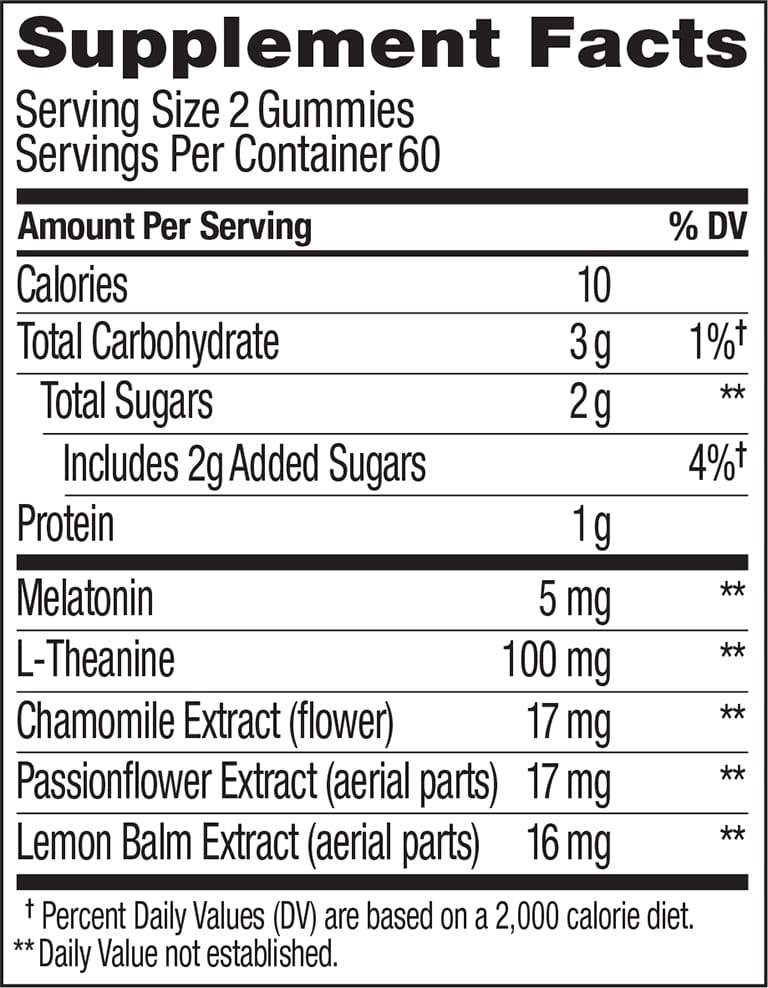 Supplement Facts
Serving Size 2 Gummies
Servings Per Container 60
Amount Per Serving % DV
Calories 10
Total Carbohydrate 3 g 1%†
Total Sugars 2 g **
Includes 2g Added Sugars 4%†
Protein 1 g
Melatonin 5 mg **
L-Theanine 100 mg **
Chamomile Extract (flower) 17 mg **
Passionflower Extract (aerial parts) 17 mg **
Lemon Balm Extract (aerial parts) 16 mg **
† Percent Daily Values (DV) are based on a 2,000 calorie diet.
** Daily Value not established.